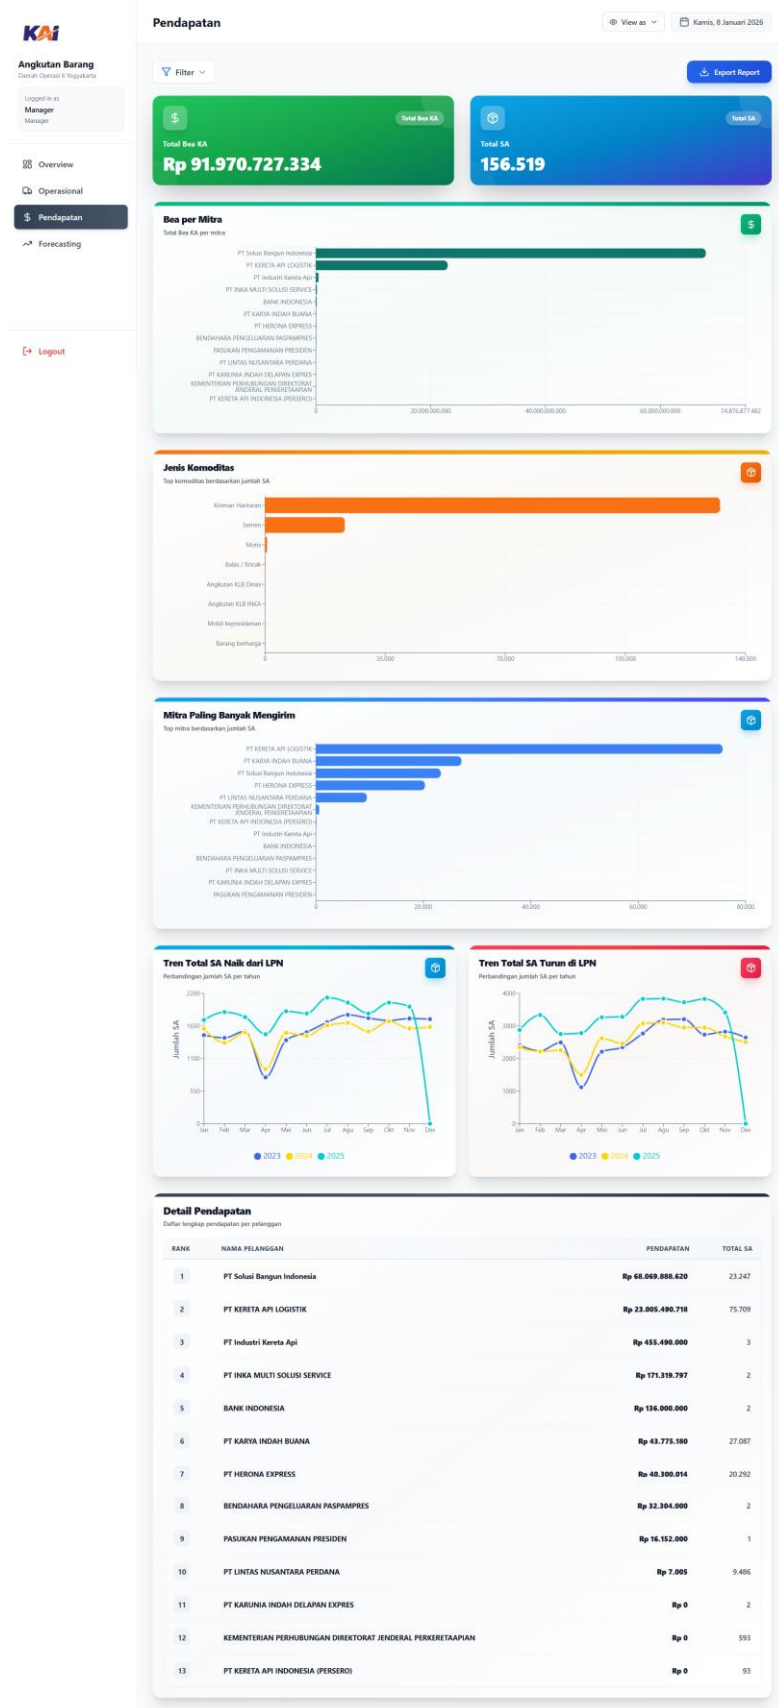 KAI
Angkutan Barang
Daerah Operasi 6 Yogyakarta
Logged in as
Manager
Manager
Overview
Operasional
Pendapatan
Forecasting
Logout
Pendapatan
View as
Kamis, 8 Januari 2026
Filter
Export Report
Total Bea KA
Total Bea KA
Rp 91.970.727.334
Total SA
Total SA
156.519
Bea per Mitra
Total Bea KA per mitra
PT Solusi Bangun Indonesia
PT KERETA API LOGISTIK
PT Industri Kereta Api
PT INKA MULTI SOLUSI SERVICE
BANK INDONESIA
PT KARYA INDAH BUANA
PT HERONA EXPRESS
BENDAHARA PENGELUARAN PASPAMPRES
PASUKAN PENGAMANAN PRESIDEN
PT LINTAS NUSANTARA PERDANA
PT KARUNIA INDAH DELAPAN EXPRES
KEMENTERIAN PERHUBUNGAN DIREKTORAT
JENDERAL PERKERETAAPIAN
PT KERETA API INDONESIA (PERSERO)
0 20.000.000.000 40.000.000.000 60.000.000.000 74.876.877.482
Jenis Komoditas
Top komoditas berdasarkan jumlah SA
Kiriman Hantaran
Semen
Motis
Balas / Kricak
Angkutan KLB Dinas
Angkutan KLB INKA
Mobil kepresidenan
Barang berharga
0 35.000 70.000 105.000 140.000
Mitra Paling Banyak Mengirim
Top mitra berdasarkan jumlah SA
PT KERETA API LOGISTIK
PT KARYA INDAH BUANA
PT Solusi Bangun Indonesia
PT HERONA EXPRESS
PT LINTAS NUSANTARA PERDANA
KEMENTERIAN PERHUBUNGAN DIREKTORAT
JENDERAL PERKERETAAPIAN
PT KERETA API INDONESIA (PERSERO)
PT Industri Kereta Api
BANK INDONESIA
BENDAHARA PENGELUARAN PASPAMPRES
PT INKA MULTI SOLUSI SERVICE
PT KARUNIA INDAH DELAPAN EXPRES
PASUKAN PENGAMANAN PRESIDEN
0 20.000 40.000 60.000 80.000
Tren Total SA Naik dari LPN
Perbandingan jumlah SA per tahun
Jumlah SA
2200
1650
1100
550
0
Jan Feb Mar Apr Mei Jun Jul Agu Sep Okt Nov Des
2023 2024 2025
Tren Total SA Turun di LPN
Perbandingan jumlah SA per tahun
Jumlah SA
4000
3000
2000
1000
0
Jan Feb Mar Apr Mei Jun Jul Agu Sep Okt Nov Des
2023 2024 2025
Detail Pendapatan
Daftar lengkap pendapatan per pelanggan
RANK NAMA PELANGGAN PENDAPATAN TOTAL SA
1 PT Solusi Bangun Indonesia Rp 68.069.888.620 23.247
2 PT KERETA API LOGISTIK Rp 23.005.490.718 75.709
3 PT Industri Kereta Api Rp 455.490.000 3
4 PT INKA MULTI SOLUSI SERVICE Rp 171.319.797 2
5 BANK INDONESIA Rp 136.000.000 2
6 PT KARYA INDAH BUANA Rp 43.775.180 27.087
7 PT HERONA EXPRESS Rp 40.300.014 20.292
8 BENDAHARA PENGELUARAN PASPAMPRES Rp 32.304.000 2
9 PASUKAN PENGAMANAN PRESIDEN Rp 16.152.000 1
10 PT LINTAS NUSANTARA PERDANA Rp 7.005 9.486
11 PT KARUNIA INDAH DELAPAN EXPRES Rp 0 2
12 KEMENTERIAN PERHUBUNGAN DIREKTORAT JENDERAL PERKERETAAPIAN Rp 0 593
13 PT KERETA API INDONESIA (PERSERO) Rp 0 93